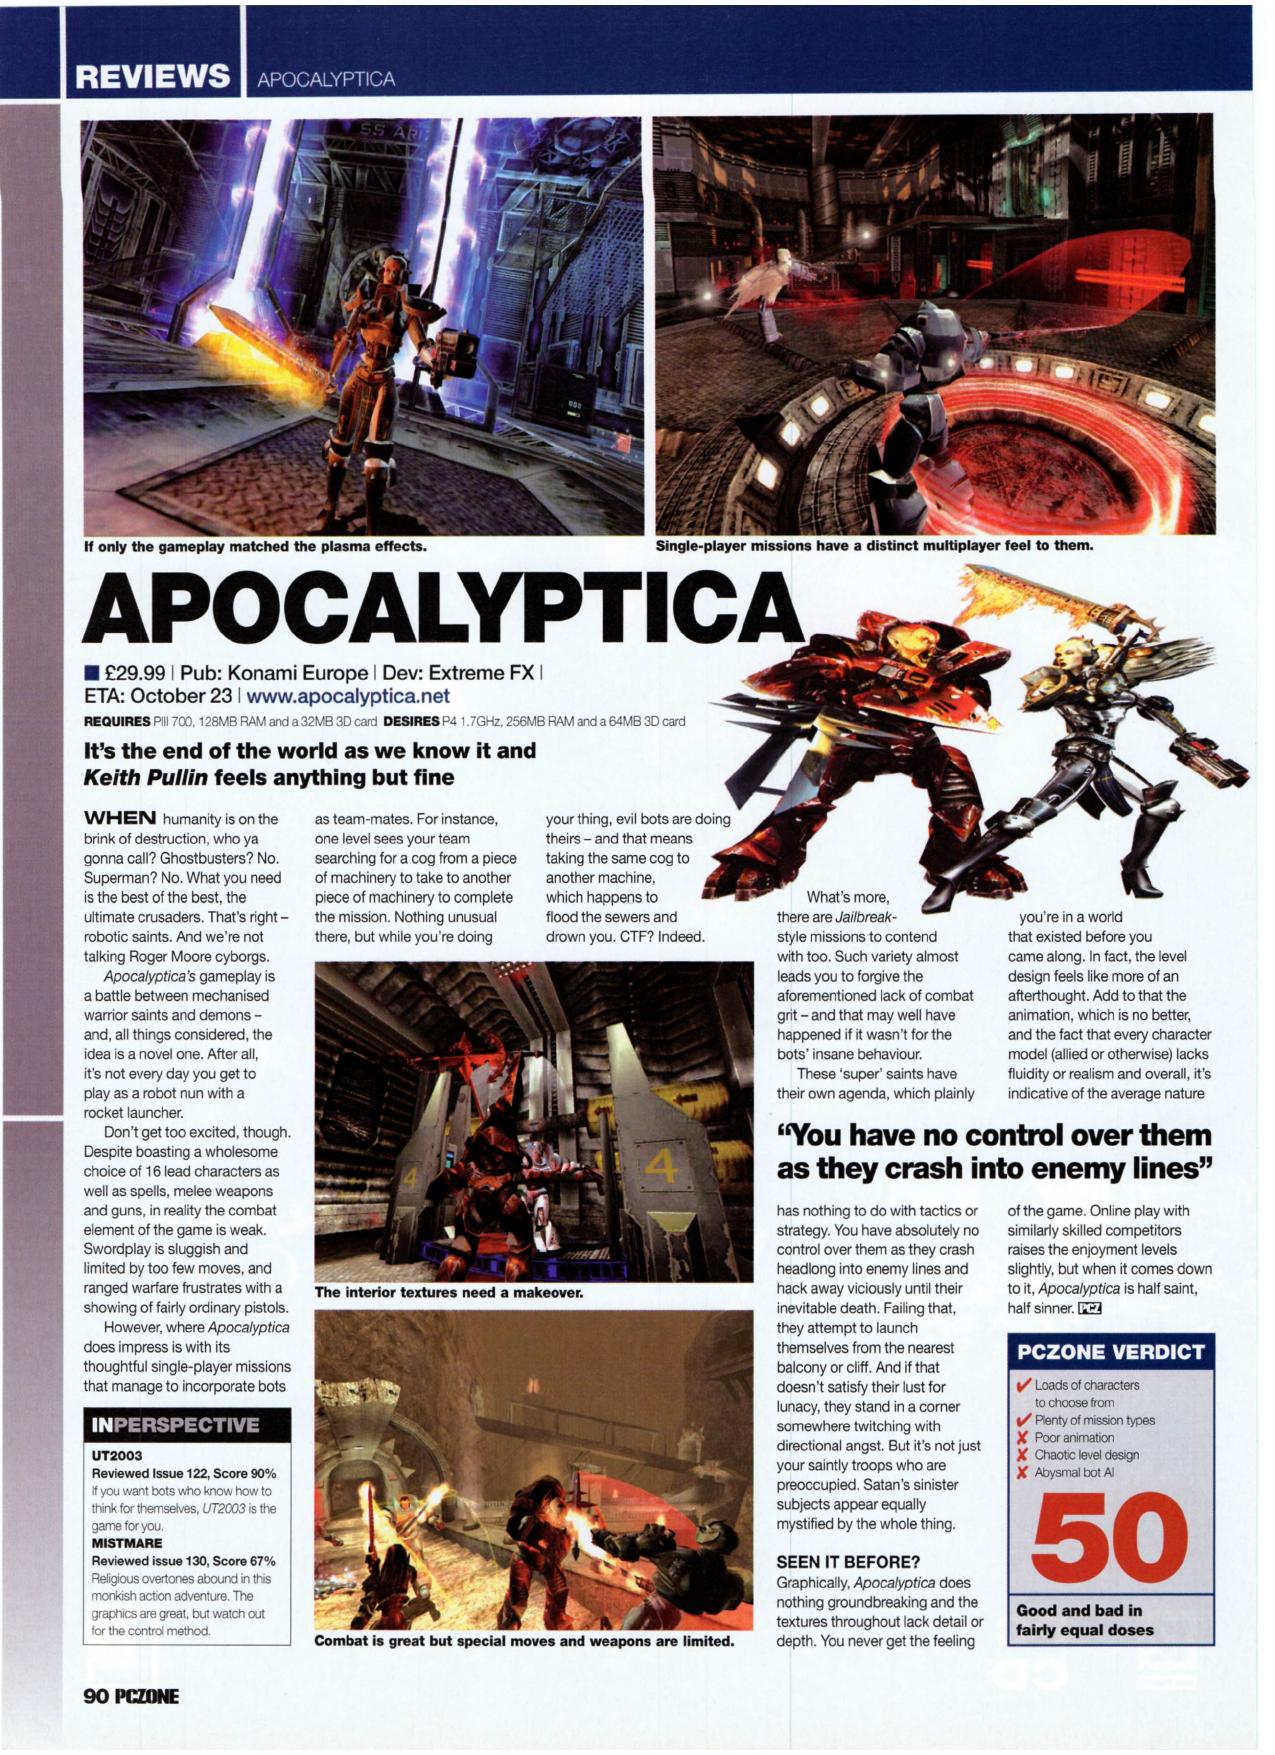 REVIEWS
APOCALYPTICA
SS ARI
If only the gameplay matched the plasma effects.
Single-player missions have a distinct multiplayer feel to them.
APOCALYPTICA
£29.99 | Pub: Konami Europe | Dev: Extreme FX |
ETA: October 23 | www.apocalyptica.net
REQUIRES PIII 700, 128MB RAM and a 32MB 3D card DESIRES P4 1.7GHz, 256MB RAM and a 64MB 3D card
It's the end of the world as we know it and
Keith Pullin feels anything but fine
WHEN humanity is on the
brink of destruction, who ya
gonna call? Ghostbusters? No.
Superman? No. What you need
is the best of the best, the
ultimate crusaders. That's right –
robotic saints. And we're not
talking Roger Moore cyborgs.
Apocalyptica's gameplay is
a battle between mechanised
warrior saints and demons –
and, all things considered, the
idea is a novel one. After all,
it's not every day you get to
play as a robot nun with a
rocket launcher.
Don't get too excited, though.
Despite boasting a wholesome
choice of 16 lead characters as
well as spells, melee weapons
and guns, in reality the combat
element of the game is weak.
Swordplay is sluggish and
limited by too few moves, and
ranged warfare frustrates with a
showing of fairly ordinary pistols.
However, where Apocalyptica
does impress is with its
thoughtful single-player missions
that manage to incorporate bots
as team-mates. For instance,
one level sees your team
searching for a cog from a piece
of machinery to take to another
piece of machinery to complete
the mission. Nothing unusual
there, but while you're doing
your thing, evil bots are doing
theirs – and that means
taking the same cog to
another machine,
which happens to
flood the sewers and
drown you. CTF? Indeed.
What's more,
there are Jailbreak-
style missions to contend
with too. Such variety almost
leads you to forgive the
aforementioned lack of combat
grit – and that may well have
happened if it wasn't for the
bots' insane behaviour.
These 'super' saints have
their own agenda, which plainly
has nothing to do with tactics or
strategy. You have absolutely no
control over them as they crash
headlong into enemy lines and
hack away viciously until their
inevitable death. Failing that,
they attempt to launch
themselves from the nearest
balcony or cliff. And if that
doesn't satisfy their lust for
lunacy, they stand in a corner
somewhere twitching with
directional angst. But it's not just
your saintly troops who are
preoccupied. Satan's sinister
subjects appear equally
mystified by the whole thing.
SEEN IT BEFORE?
Graphically, Apocalyptica does
nothing groundbreaking and the
textures throughout lack detail or
depth. You never get the feeling
you're in a world
that existed before you
came along. In fact, the level
design feels like more of an
afterthought. Add to that the
animation, which is no better,
and the fact that every character
model (allied or otherwise) lacks
fluidity or realism and overall, it's
indicative of the average nature
of the game. Online play with
similarly skilled competitors
raises the enjoyment levels
slightly, but when it comes down
to it, Apocalyptica is half saint,
half sinner. PCZ
"You have no control over them
as they crash into enemy lines"
4
4
The interior textures need a makeover.
Combat is great but special moves and weapons are limited.
INPERSPECTIVE
UT2003
Reviewed Issue 122, Score 90%
If you want bots who know how to
think for themselves, UT2003 is the
game for you.
MISTMARE
Reviewed issue 130, Score 67%
Religious overtones abound in this
monkish action adventure. The
graphics are great, but watch out
for the control method.
PCZONE VERDICT
✔ Loads of characters
to choose from
✔ Plenty of mission types
✘ Poor animation
✘ Chaotic level design
✘ Abysmal bot AI
50
Good and bad in
fairly equal doses
90 PCZONE